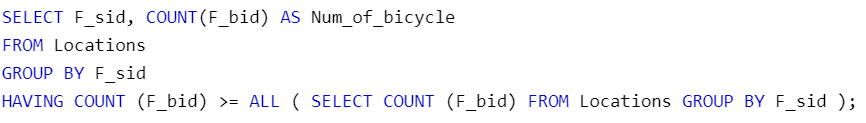 SELECT F_sid, COUNT(F_bid) AS Num_of_bicycle
FROM Locations
GROUP BY F_sid
HAVING COUNT (F_bid) >= ALL ( SELECT COUNT (F_bid) FROM Locations GROUP BY F_sid );